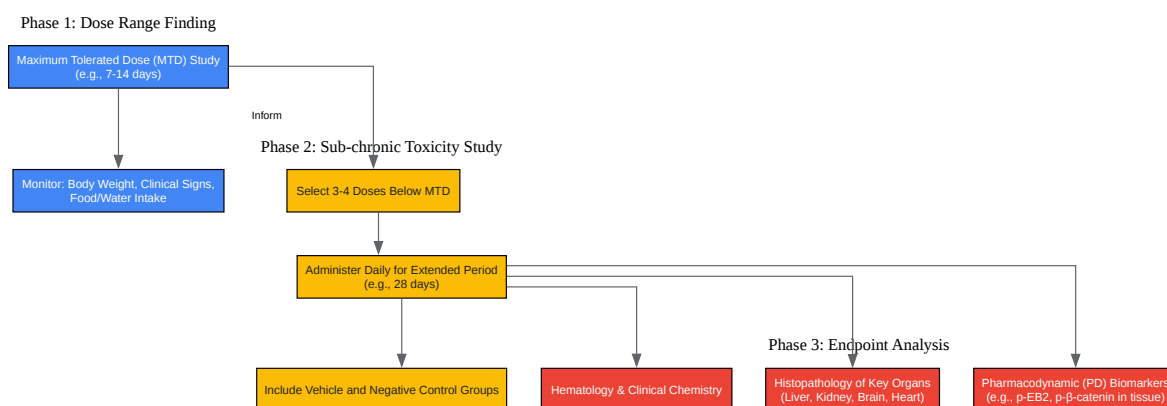 Phase 1: Dose Range Finding
Maximum Tolerated Dose (MTD) Study
(e.g., 7-14 days)
Inform
Phase 2: Sub-chronic Toxicity Study
Monitor: Body Weight, Clinical Signs,
Food/Water Intake
Select 3-4 Doses Below MTD
Administer Daily for Extended Period
(e.g., 28 days)
Phase 3: Endpoint Analysis
Include Vehicle and Negative Control Groups
Hematology & Clinical Chemistry
Histopathology of Key Organs
(Liver, Kidney, Brain, Heart)
Pharmacodynamic (PD) Biomarkers
(e.g., p-EB2, p-β-catenin in tissue)